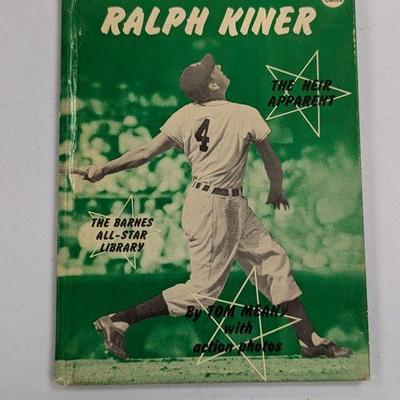 RALPH KINER
THE HEIR
APPARENT
4
THE BARNES
ALL-STAR
LIBRARY
By TOM MEANY
with
action photos